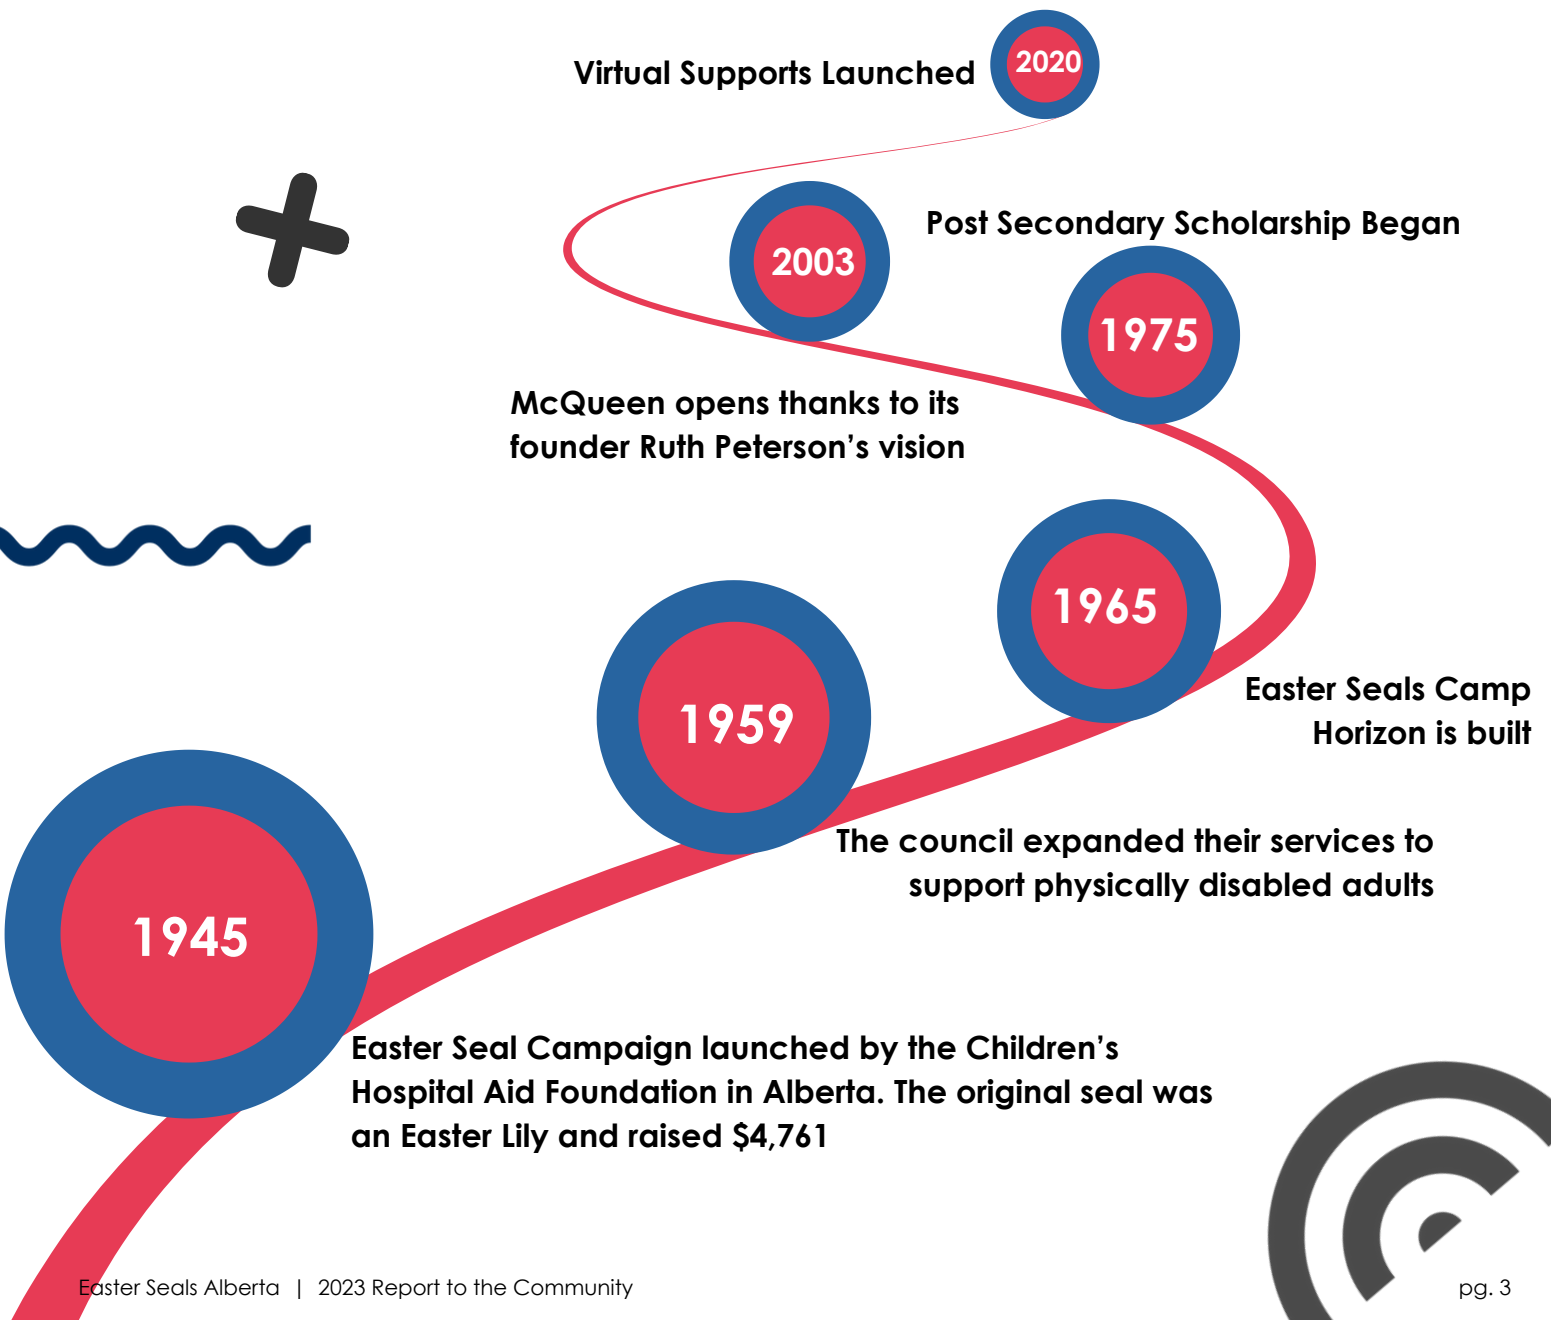 Virtual Supports Launched
2020
Post Secondary Scholarship Began
2003
1975
McQueen opens thanks to its
founder Ruth Peterson's vision
1965
Easter Seals Camp
Horizon is built
1959
The council expanded their services to
support physically disabled adults
1945
Easter Seal Campaign launched by the Children's
Hospital Aid Foundation in Alberta. The original seal was
an Easter Lily and raised $4,761
Easter Seals Alberta | 2023 Report to the Community
pg. 3